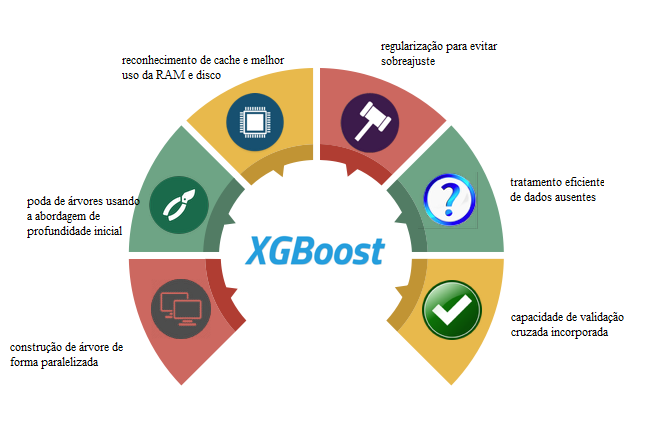 regularização para evitar
sobreajuste
reconhecimento de cache e melhor
uso da RAM e disco
tratamento eficiente
de dados ausentes
poda de árvores usando
a abordagem de
profundidade inicial
?
XGBoost
capacidade de validação
cruzada incorporada
construção de árvore de
forma paralelizada